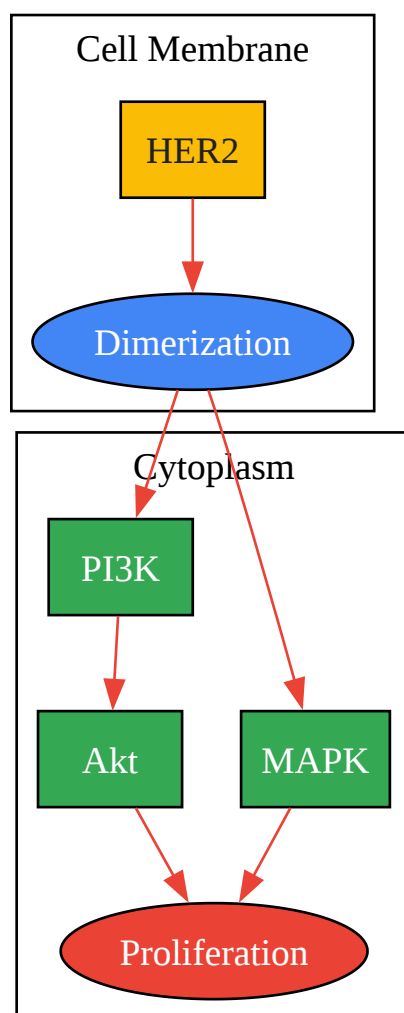 Cell Membrane
HER2
Dimerization
Cytoplasm
PI3K
Akt
MAPK
Proliferation